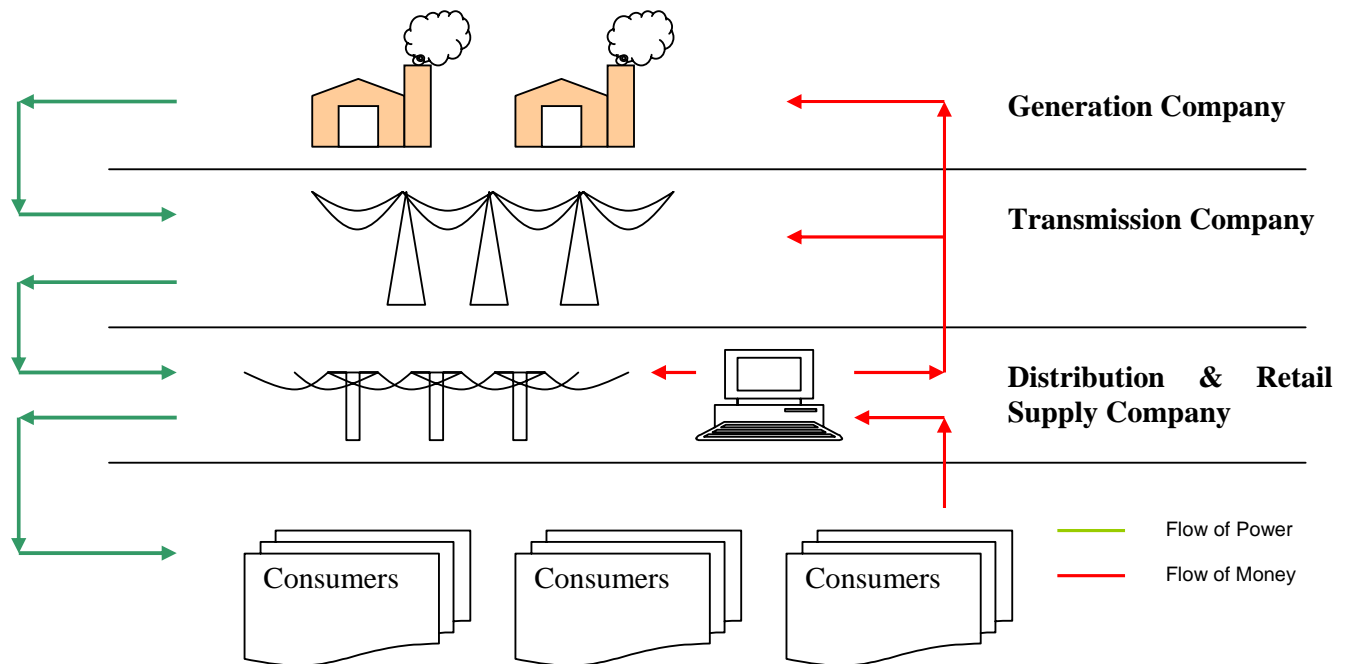 Generation Company
Transmission Company
Distribution & Retail
Supply Company
Flow of Power
Consumers Consumers Consumers
Flow of Money